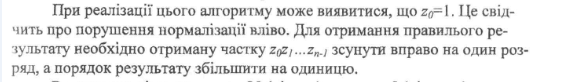 При реалізації цього алгоритму може виявитися, що z₀=1. Це свід-
чить про порушення нормалізації вліво. Для отримання правильного ре-
зультату необхідно отриману частку z₀z₁...zₙ₋₁ зсунути вправо на один роз-
ряд, а порядок результату збільшити на одиницю.